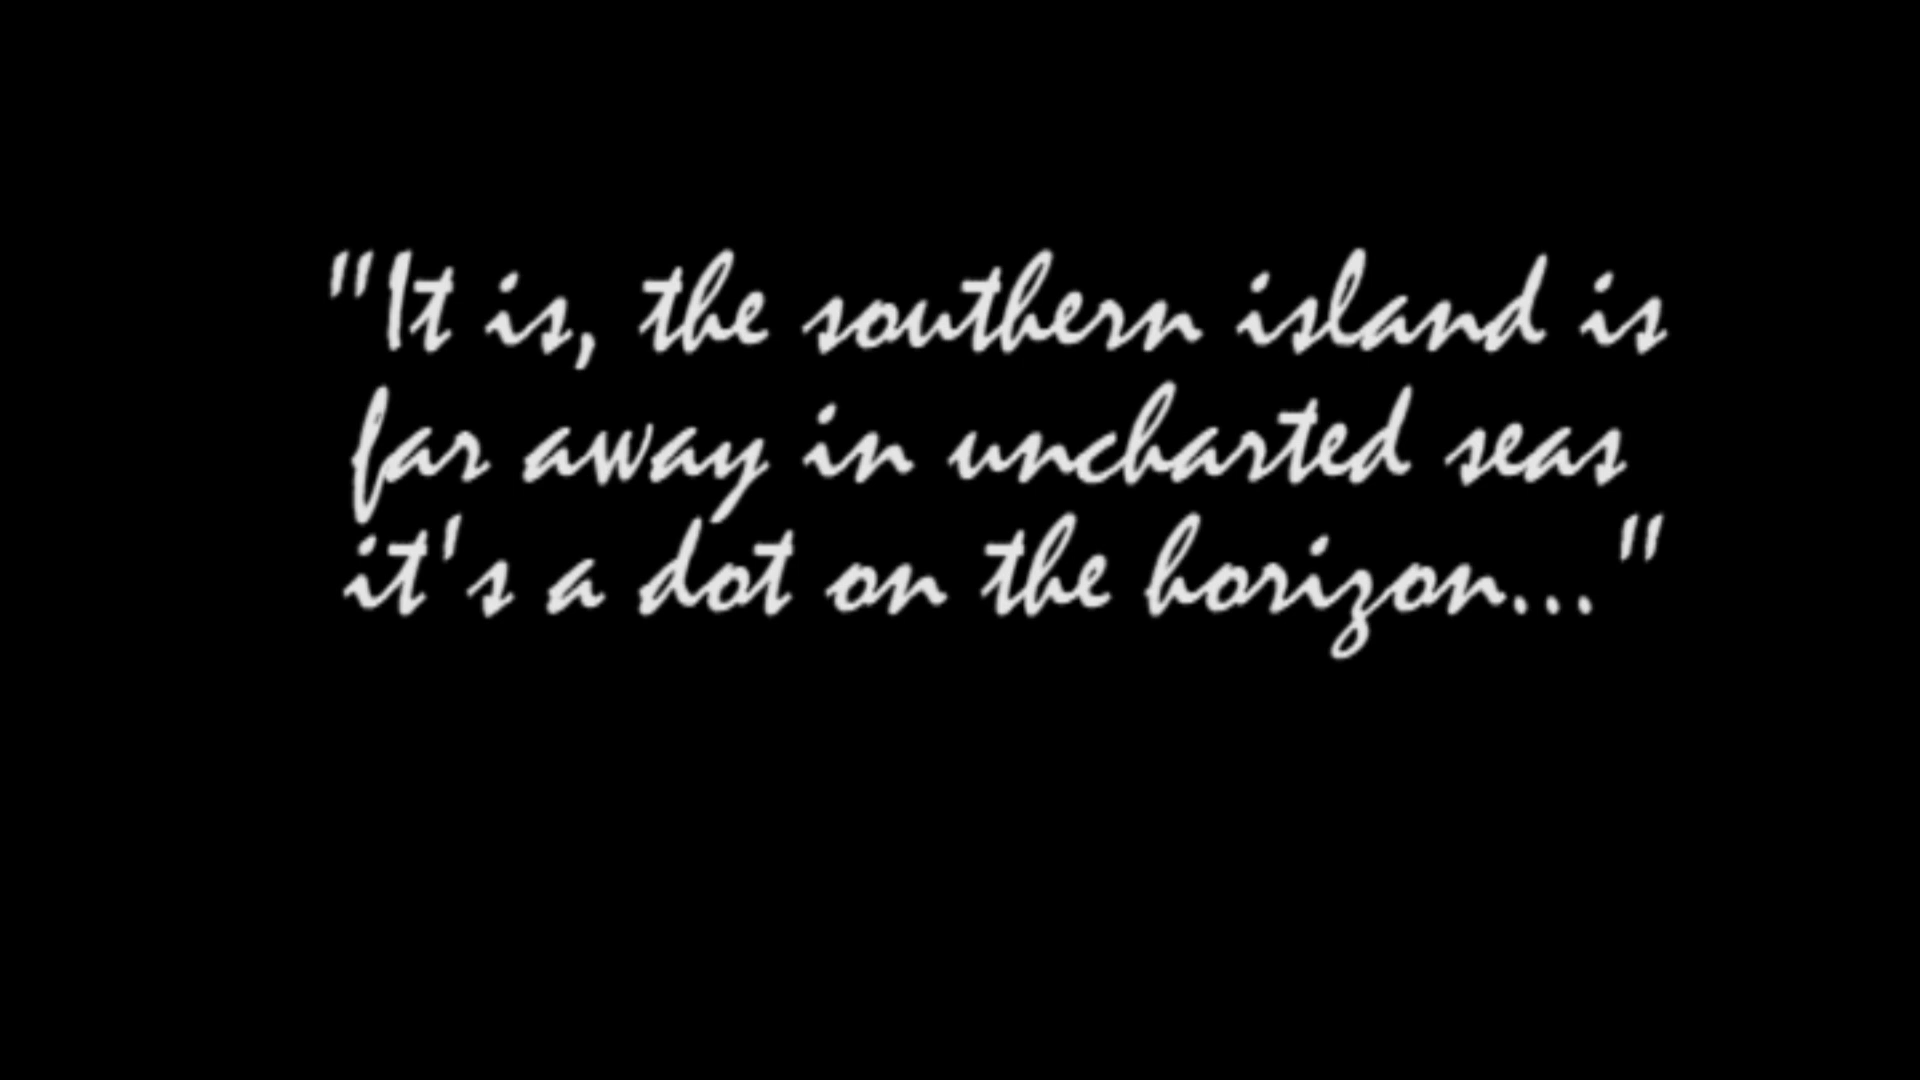 "It is, the southern island is
far away in uncharted seas
it's a dot on the horizon..."